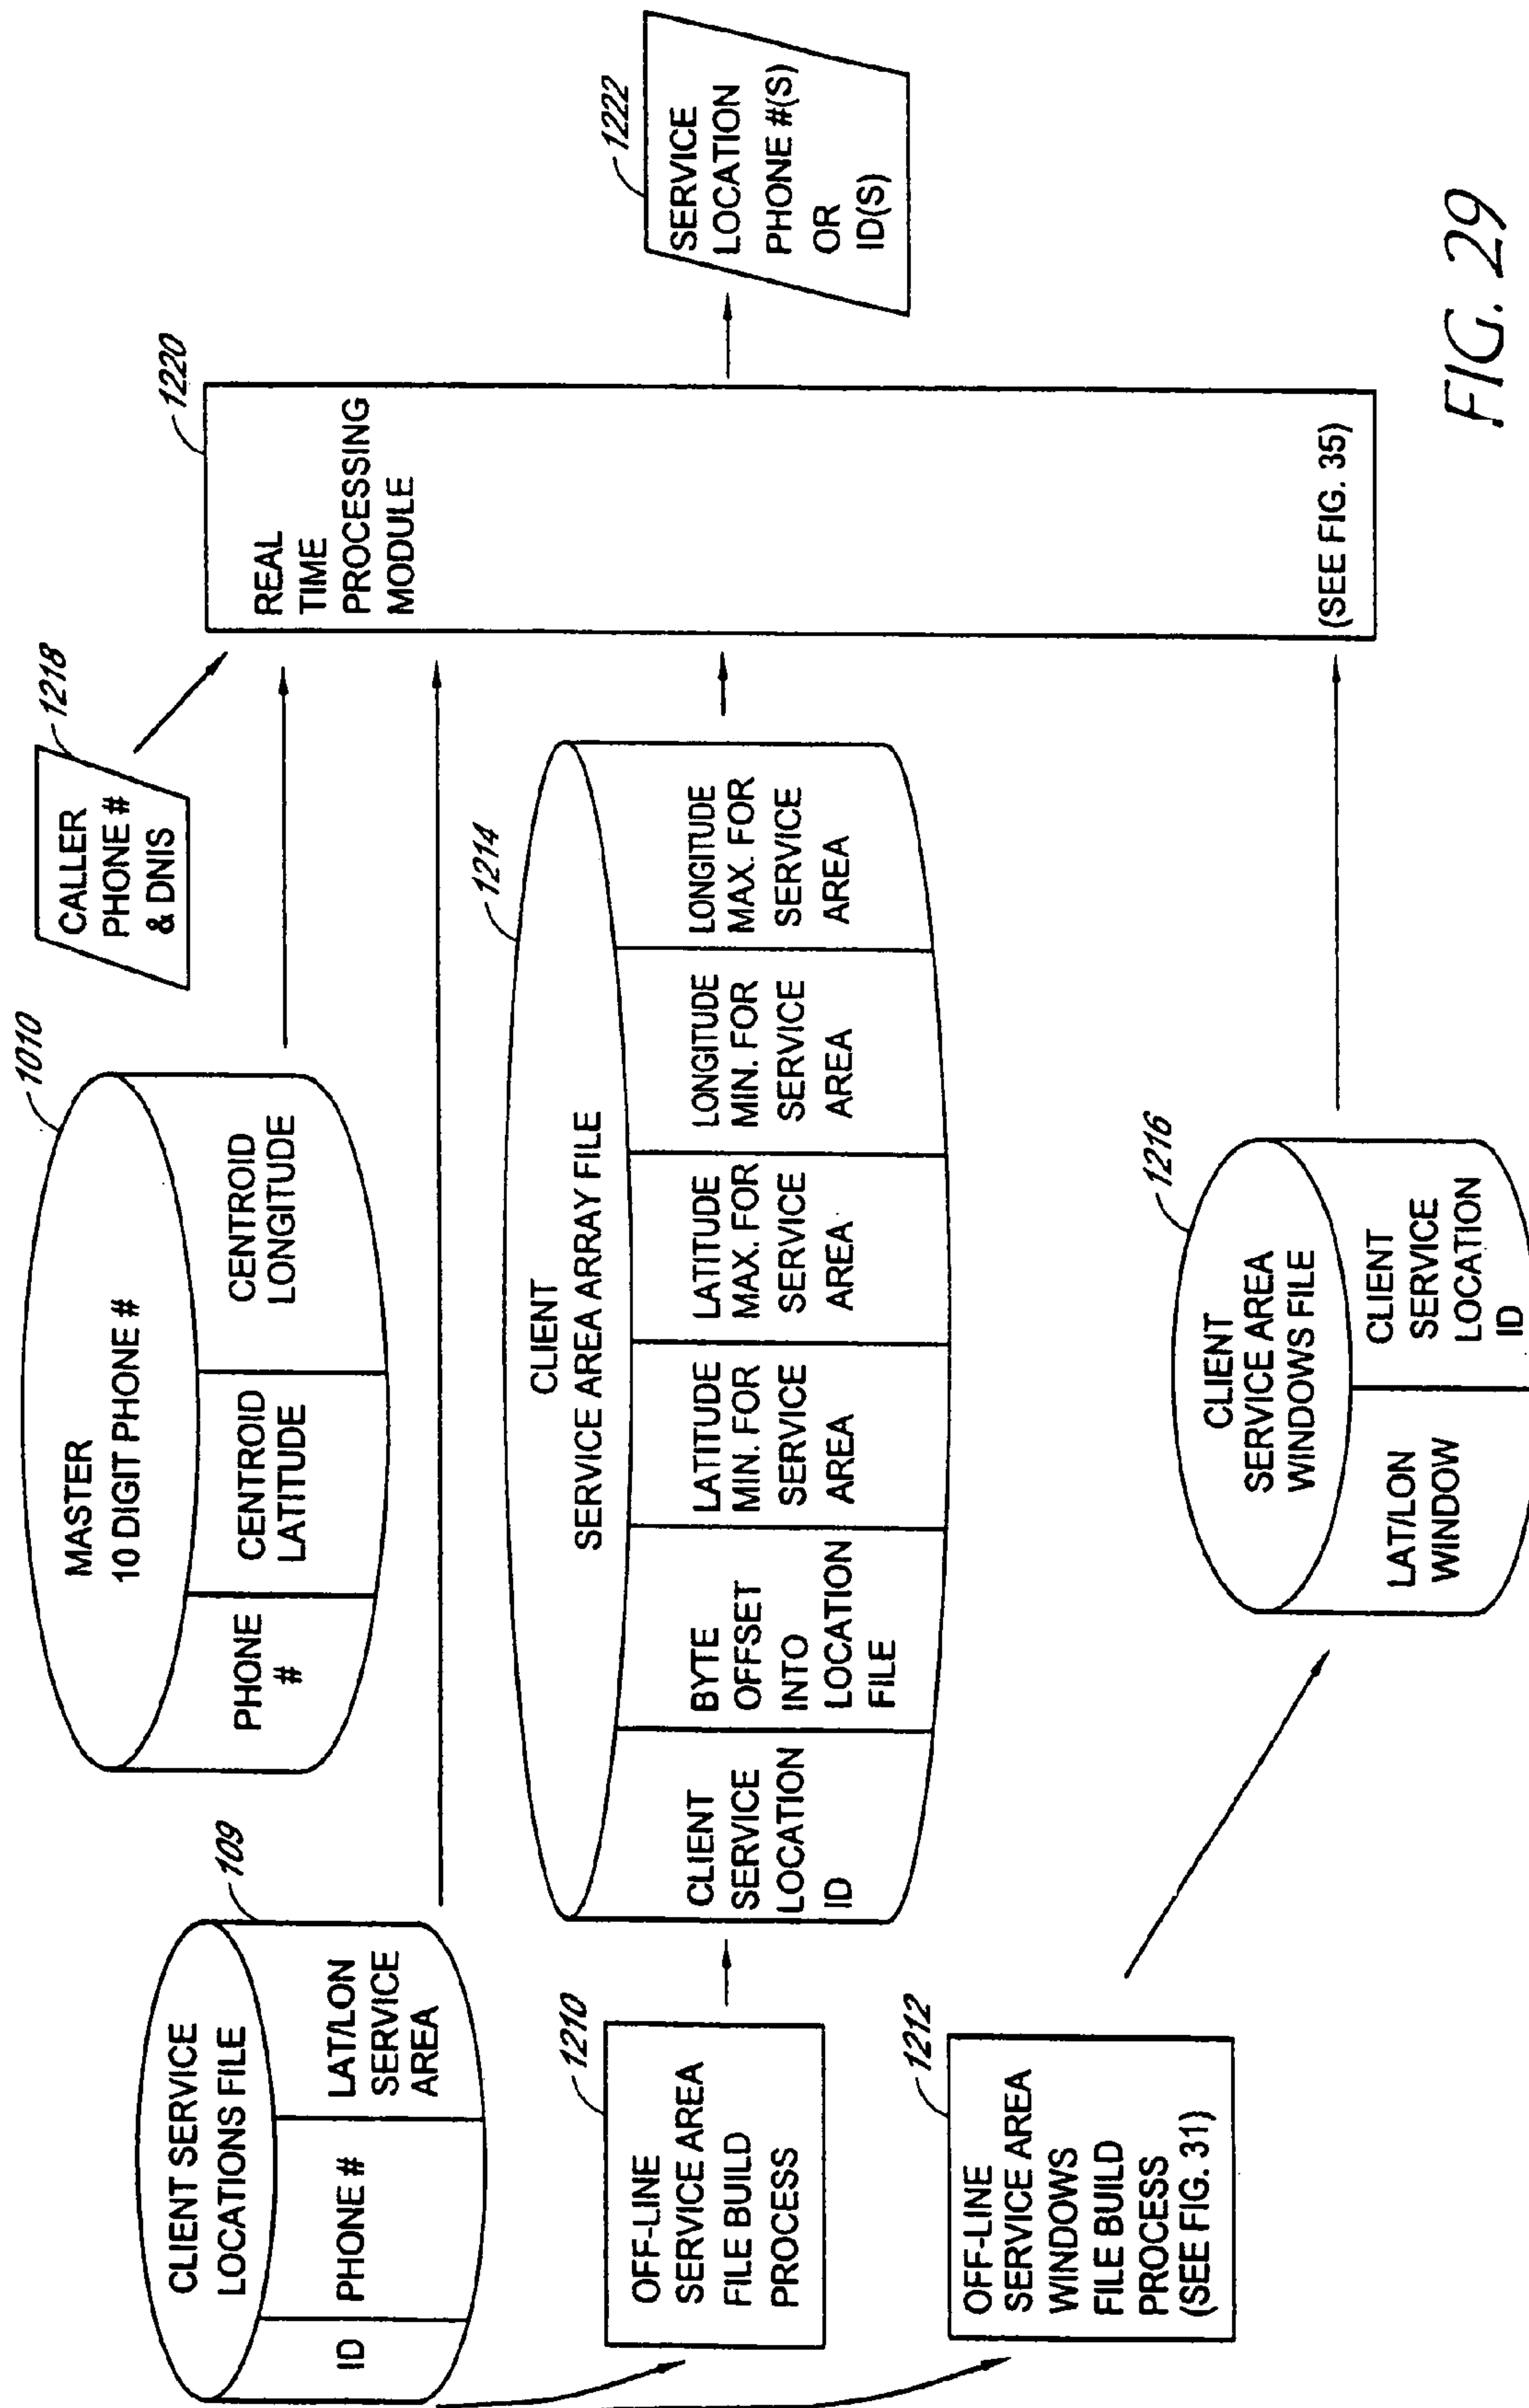 CLIENT SERVICE
LOCATIONS FILE
109
ID
PHONE #
LAT/LON
SERVICE
AREA
MASTER
10 DIGIT PHONE #
1010
PHONE
#
CENTROID
LATITUDE
CENTROID
LONGITUDE
CALLER
PHONE #
& DNIS
1218
REAL
TIME
PROCESSING
MODULE
(SEE FIG. 35)
1220
OFF-LINE
SERVICE AREA
FILE BUILD
PROCESS
1210
CLIENT
SERVICE AREA ARRAY FILE
1214
CLIENT
SERVICE
LOCATION
ID
BYTE
OFFSET
INTO
LOCATION
FILE
LATITUDE
MIN. FOR
SERVICE
AREA
LATITUDE
MAX. FOR
SERVICE
AREA
LONGITUDE
MIN. FOR
SERVICE
AREA
LONGITUDE
MAX. FOR
SERVICE
AREA
SERVICE
LOCATION
PHONE #(S)
OR
ID(S)
1222
OFF-LINE
SERVICE AREA
WINDOWS
FILE BUILD
PROCESS
(SEE FIG. 31)
1212
CLIENT
SERVICE AREA
WINDOWS FILE
1216
LAT/LON
WINDOW
CLIENT
SERVICE
LOCATION
ID
FIG. 29